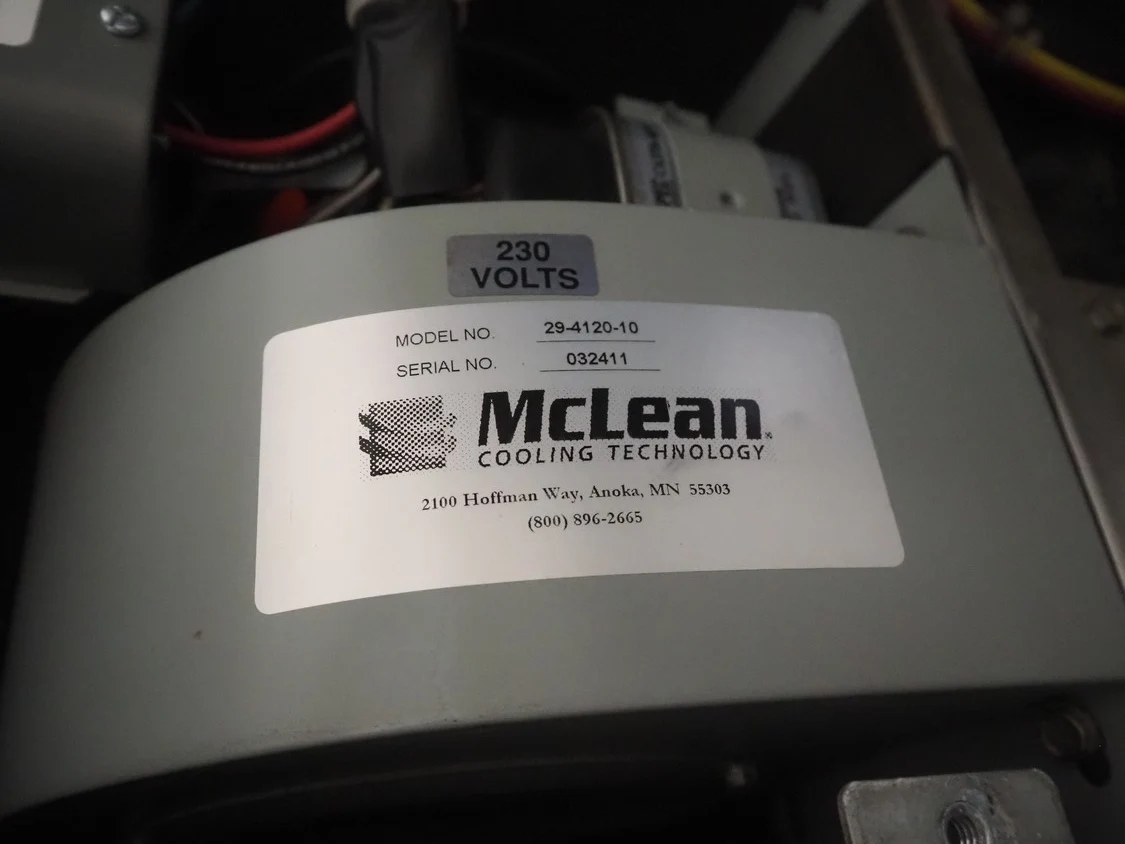 230
VOLTS
MODEL NO. 29-4120-10
SERIAL NO. 032411
McLean
COOLING TECHNOLOGY
2100 Hoffman Way, Anoka, MN 55303
(800) 896-2665